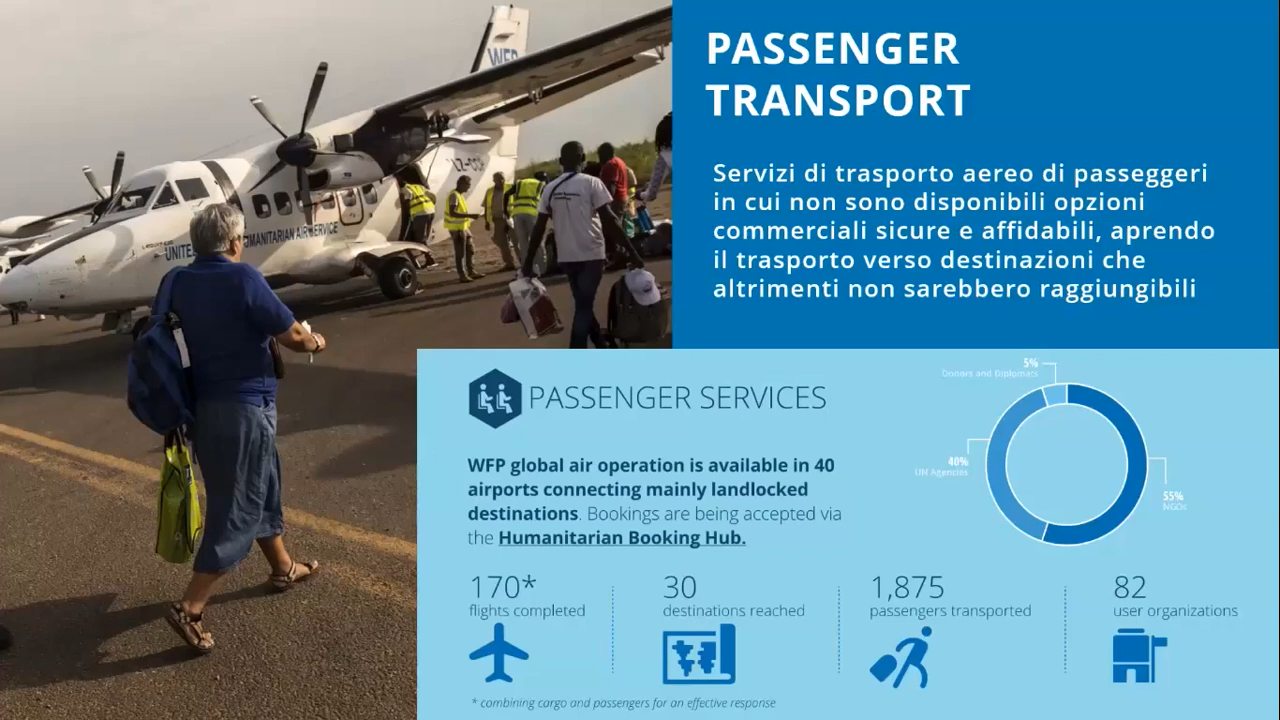 PASSENGER
TRANSPORT
Servizi di trasporto aereo di passeggeri
in cui non sono disponibili opzioni
commerciali sicure e affidabili, aprendo
il trasporto verso destinazioni che
altrimenti non sarebbero raggiungibili
WFP
UNITED
HUMANITARIAN AIR SERVICE
PASSENGER SERVICES
WFP global air operation is available in 40
airports connecting mainly landlocked
destinations. Bookings are being accepted via
the Humanitarian Booking Hub.
5%
Donors and Diplomats
40%
UN Agencies
55%
NGOs
170*
flights completed
30
destinations reached
1,875
passengers transported
82
user organizations
* combining cargo and passengers for an effective response